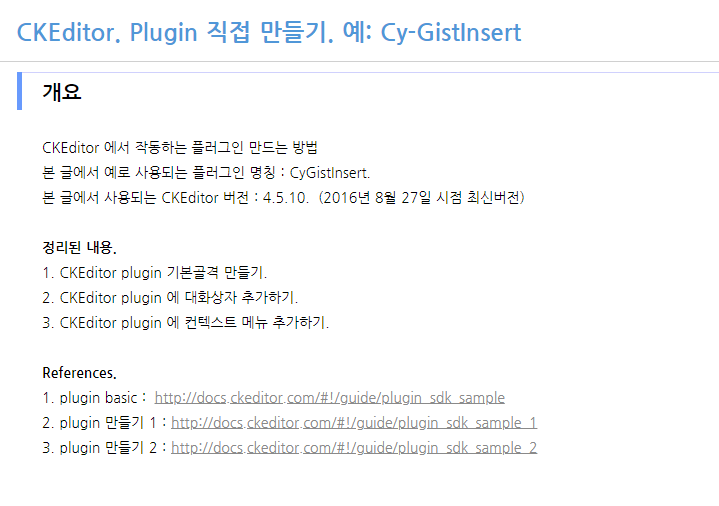 CKEditor. Plugin 직접 만들기. 예: Cy-GistInsert
개요
CKEditor 에서 작동하는 플러그인 만드는 방법
본 글에서 예로 사용되는 플러그인 명칭 : CyGistInsert.
본 글에서 사용되는 CKEditor 버전 : 4.5.10. (2016년 8월 27일 시점 최신버전)
정리된 내용.
1. CKEditor plugin 기본골격 만들기.
2. CKEditor plugin 에 대화상자 추가하기.
3. CKEditor plugin 에 컨텍스트 메뉴 추가하기.
References.
1. plugin basic : http://docs.ckeditor.com/#!/guide/plugin_sdk_sample
2. plugin 만들기 1 : http://docs.ckeditor.com/#!/guide/plugin_sdk_sample_1
3. plugin 만들기 2 : http://docs.ckeditor.com/#!/guide/plugin_sdk_sample_2